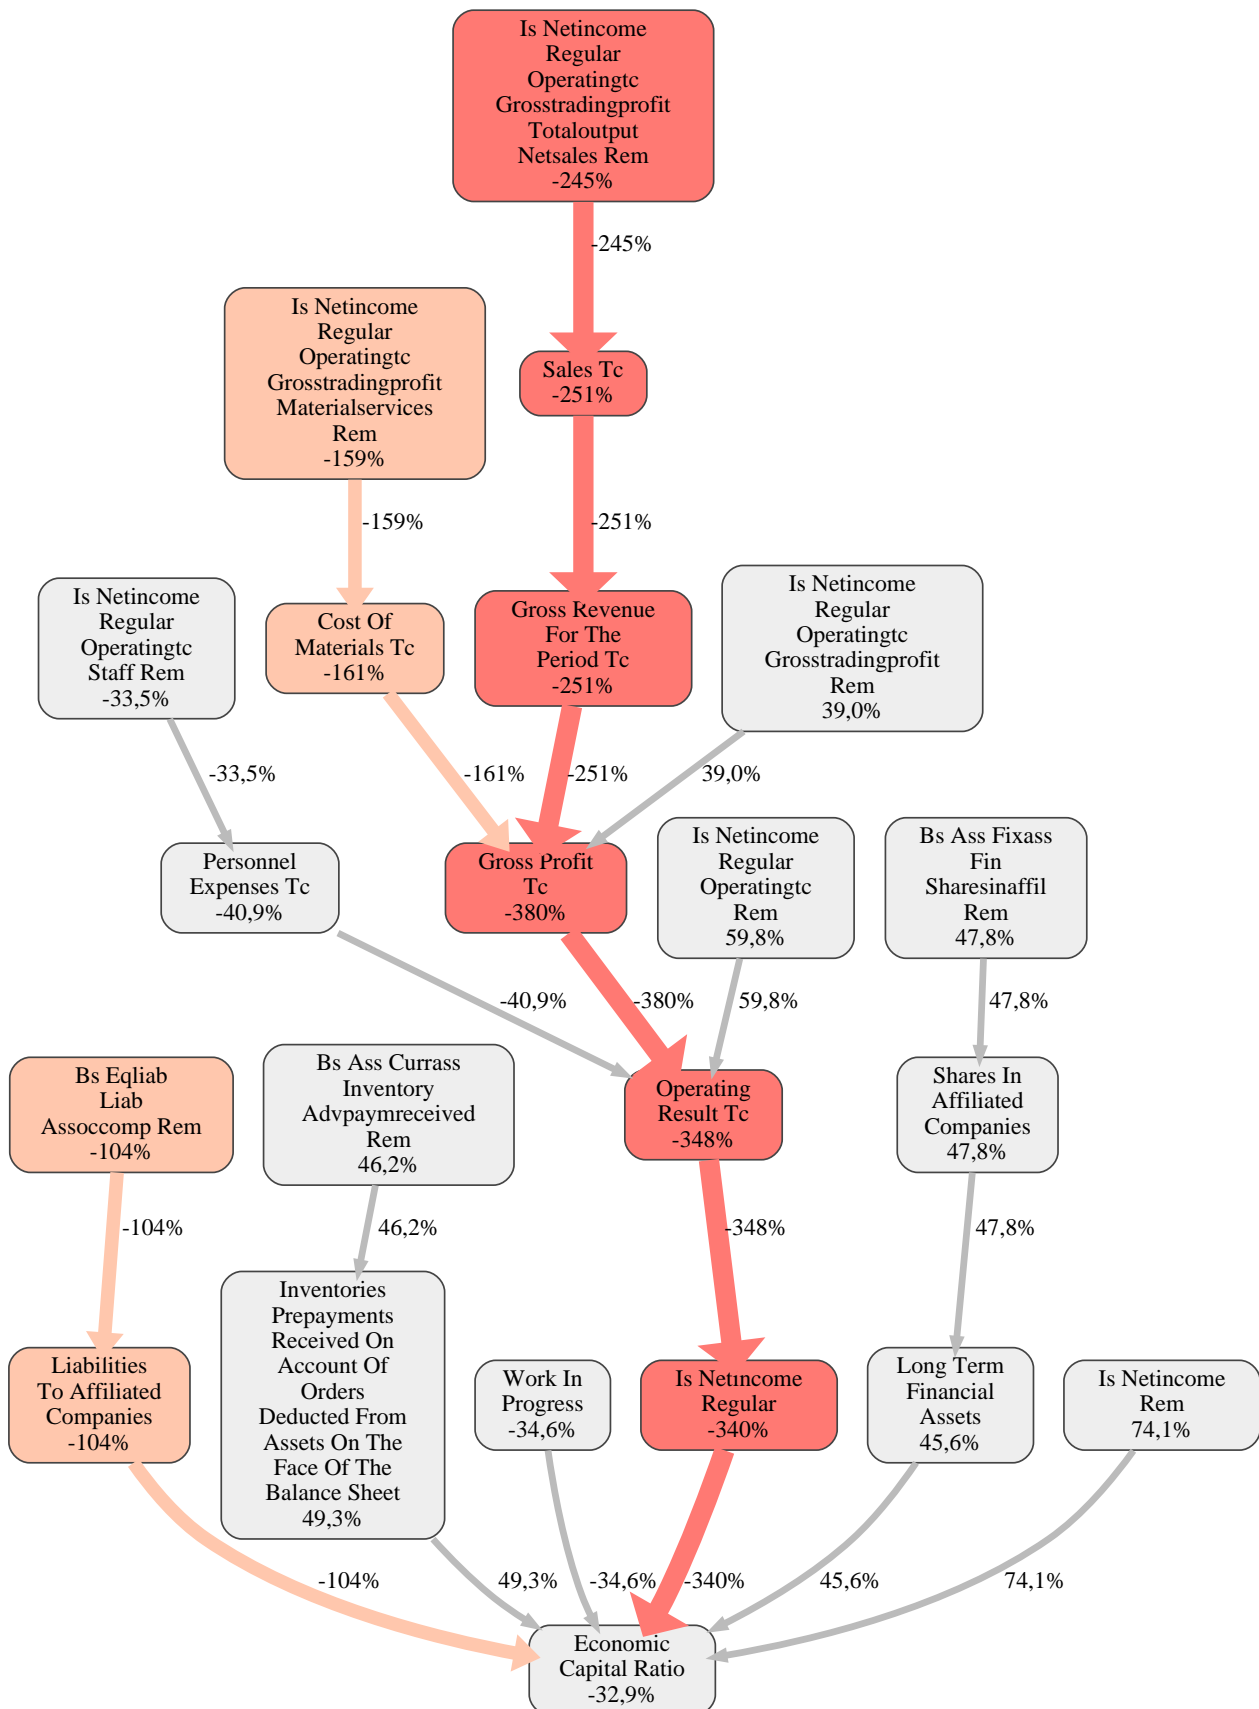 Is Netincome
Regular
Operatingtc
Grosstradingprofit
Totaloutput
Netsales Rem
-245%
-245%
Is Netincome
Regular
Operatingtc
Grosstradingprofit
Materialservices
Rem
-159%
Sales Tc
-251%
-159%
-251%
Is Netincome
Regular
Operatingtc
Staff Rem
-33,5%
Cost Of
Materials Tc
-161%
Gross Revenue
For The
Period Tc
-251%
Is Netincome
Regular
Operatingtc
Grosstradingprofit
Rem
39,0%
-33,5%
-161%
-251%
39,0%
Personnel
Expenses Tc
-40,9%
Gross Profit
Tc
-380%
Is Netincome
Regular
Operatingtc
Rem
59,8%
Bs Ass Fixass
Fin
Sharesinaffil
Rem
47,8%
-40,9%
-380%
59,8%
47,8%
Bs Eqliab
Liab
Assoccomp Rem
-104%
Bs Ass Currass
Inventory
Advpaymreceived
Rem
46,2%
Operating
Result Tc
-348%
Shares In
Affiliated
Companies
47,8%
-104%
46,2%
-348%
47,8%
Liabilities
To Affiliated
Companies
-104%
Inventories
Prepayments
Received On
Account Of
Orders
Deducted From
Assets On The
Face Of The
Balance Sheet
49,3%
Work In
Progress
-34,6%
Is Netincome
Regular
-340%
Long Term
Financial
Assets
45,6%
Is Netincome
Rem
74,1%
-104%
49,3%
-34,6%
-340%
45,6%
74,1%
Economic
Capital Ratio
-32,9%